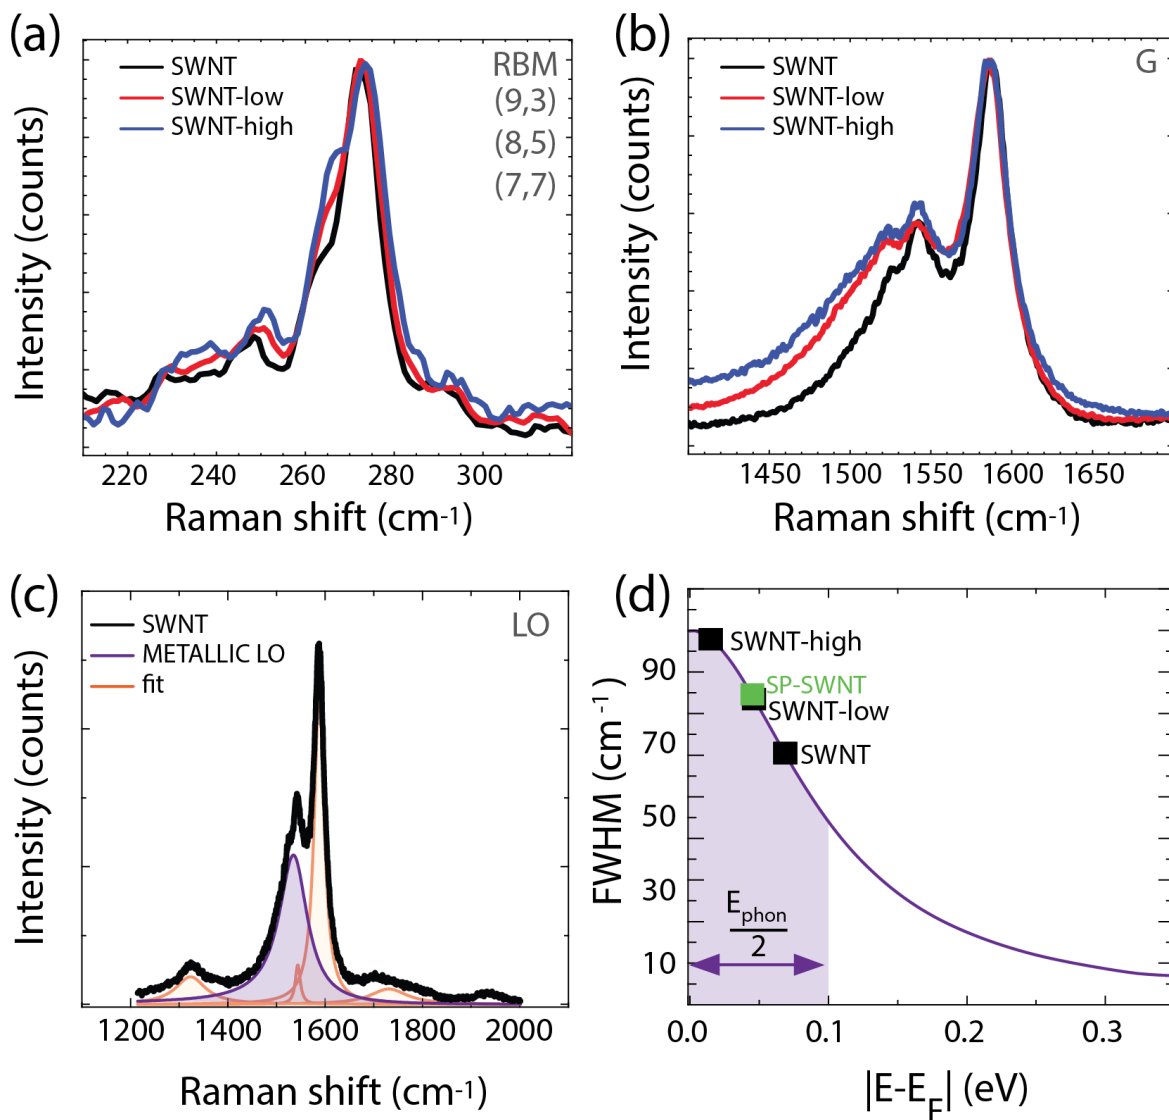 (a)
SWNT
SWNT-low
SWNT-high
RBM
(9,3)
(8,5)
(7,7)
Intensity (counts)
220 240 260 280 300
Raman shift (cm-1)
(b)
SWNT
SWNT-low
SWNT-high
G
Intensity (counts)
1450 1500 1550 1600 1650
Raman shift (cm-1)
(c)
SWNT
METALLIC LO
fit
LO
Intensity (counts)
1200 1400 1600 1800 2000
Raman shift (cm-1)
(d)
SWNT-high
SP-SWNT
SWNT-low
SWNT
90
70
50
30
10
FWHM (cm⁻¹)
Ephon
2
0.0 0.1 0.2 0.3
|E-EF| (eV)